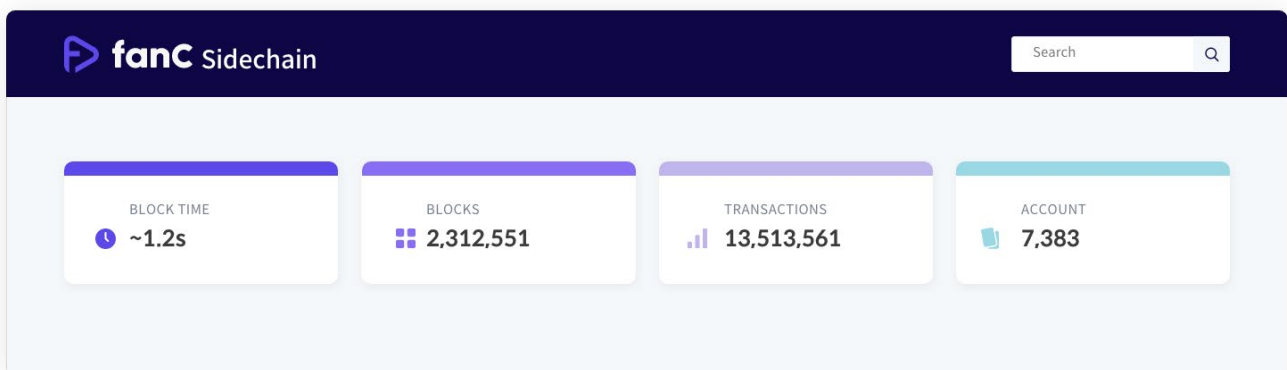 fanC Sidechain
Search
BLOCK TIME
~1.2s
BLOCKS
2,312,551
TRANSACTIONS
13,513,561
ACCOUNT
7,383